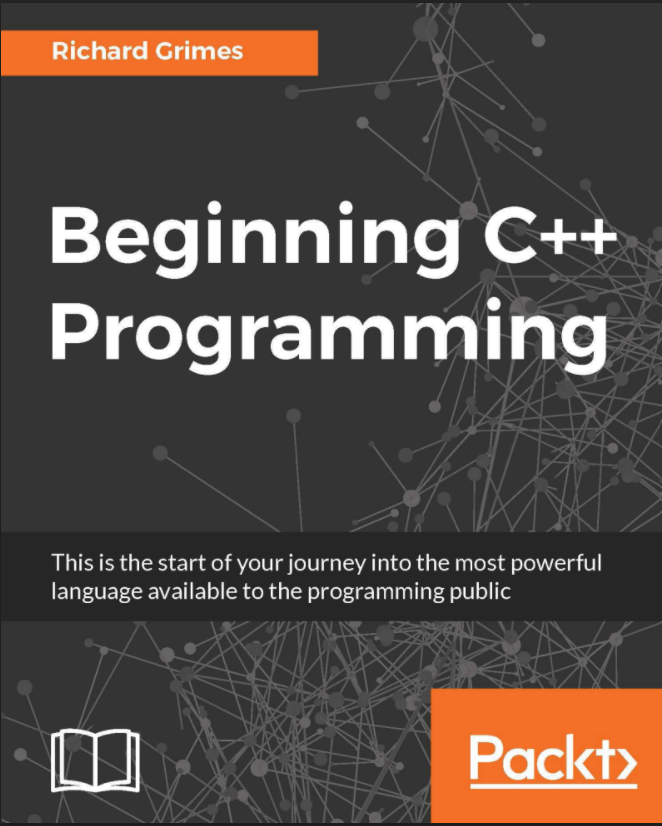 Richard Grimes
Beginning C++
Programming
This is the start of your journey into the most powerful
language available to the programming public
Packt>